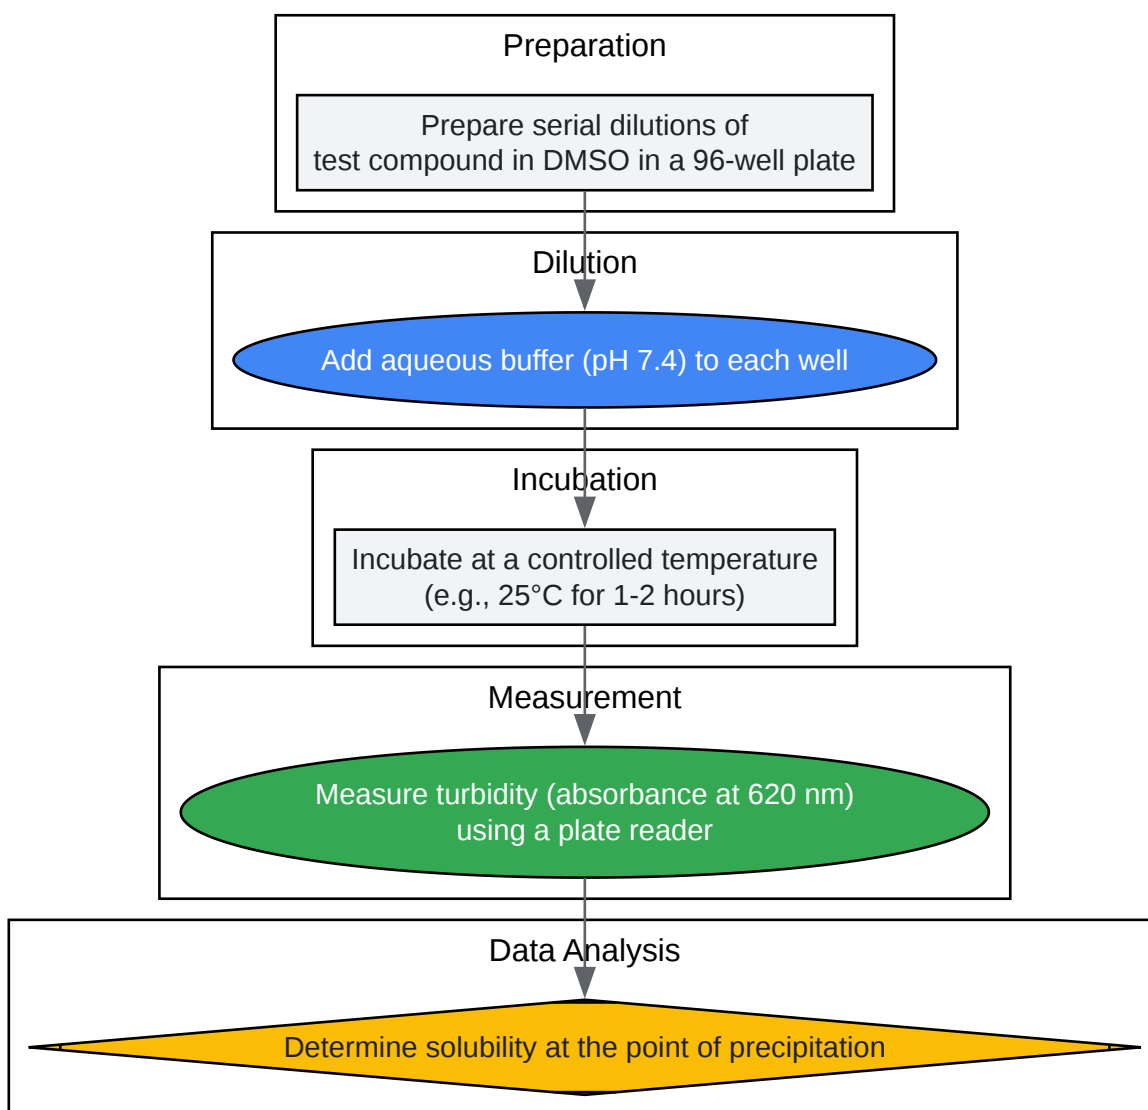 Preparation
Prepare serial dilutions of
test compound in DMSO in a 96-well plate
Dilution
Add aqueous buffer (pH 7.4) to each well
Incubation
Incubate at a controlled temperature
(e.g., 25°C for 1-2 hours)
Measurement
Measure turbidity (absorbance at 620 nm)
using a plate reader
Data Analysis
Determine solubility at the point of precipitation